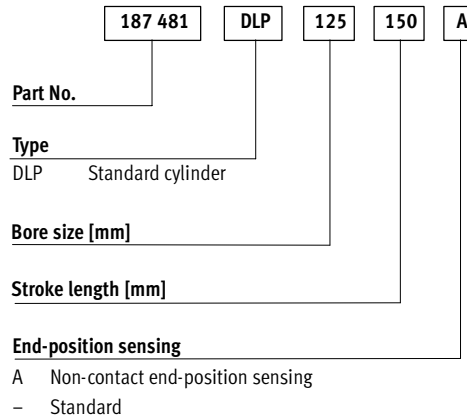 187 481 DLP 125 150 A
Part No.
Type
DLP Standard cylinder
Bore size [mm]
Stroke length [mm]
End-position sensing
A Non-contact end-position sensing
– Standard